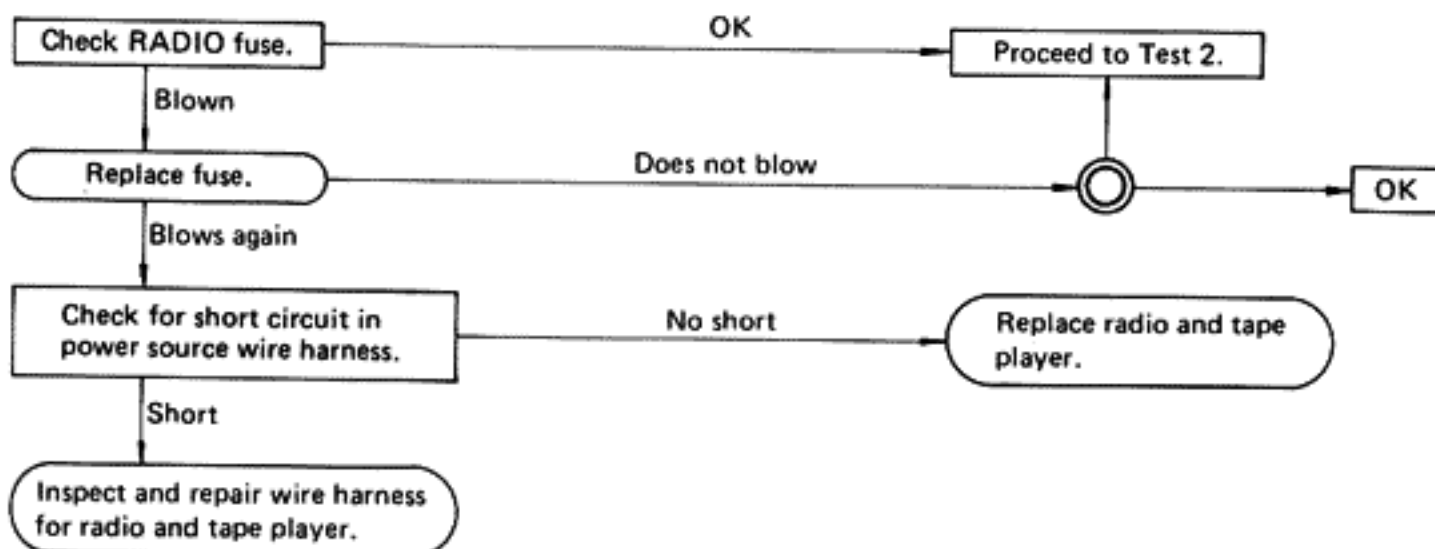 Check RADIO fuse.
OK
Proceed to Test 2.
Blown
Replace fuse.
Does not blow
OK
Blows again
Check for short circuit in
power source wire harness.
No short
Replace radio and tape
player.
Short
Inspect and repair wire harness
for radio and tape player.